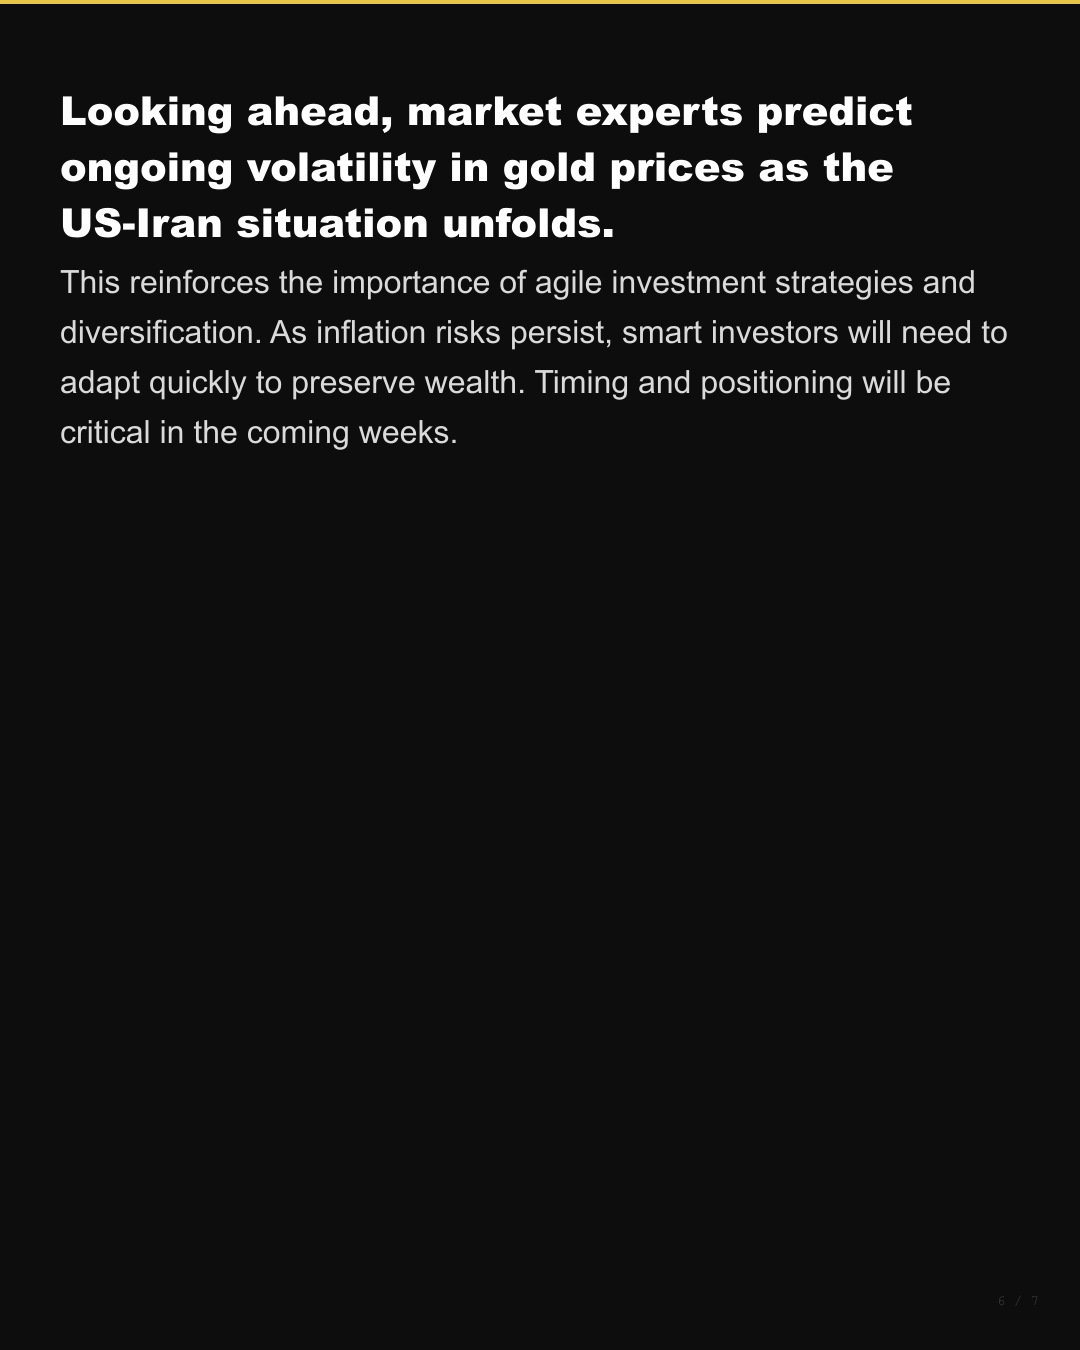 Looking ahead, market experts predict
ongoing volatility in gold prices as the
US-Iran situation unfolds.
This reinforces the importance of agile investment strategies and
diversification. As inflation risks persist, smart investors will need to
adapt quickly to preserve wealth. Timing and positioning will be
critical in the coming weeks.
6 / 7